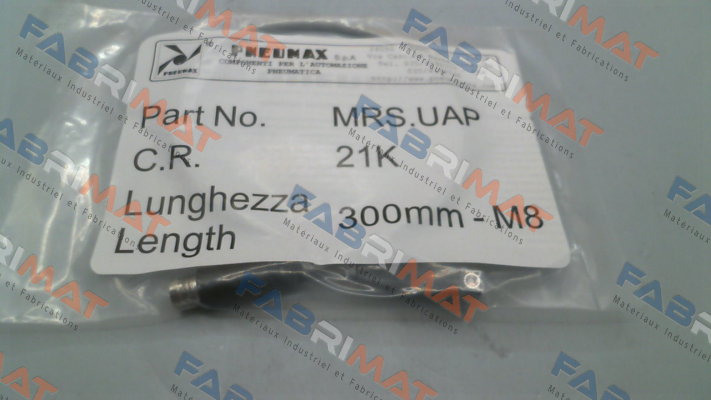 PNEUMAX S.p.A
COMPONENTI PER L'AUTOMAZIONE
PNEUMATICA
PNEUMAX
Part No. MRS.UAP
C.R. 21K
Lunghezza
Length 300mm - M8
FABRIMAT
Materiaux Industriel et Fabrications